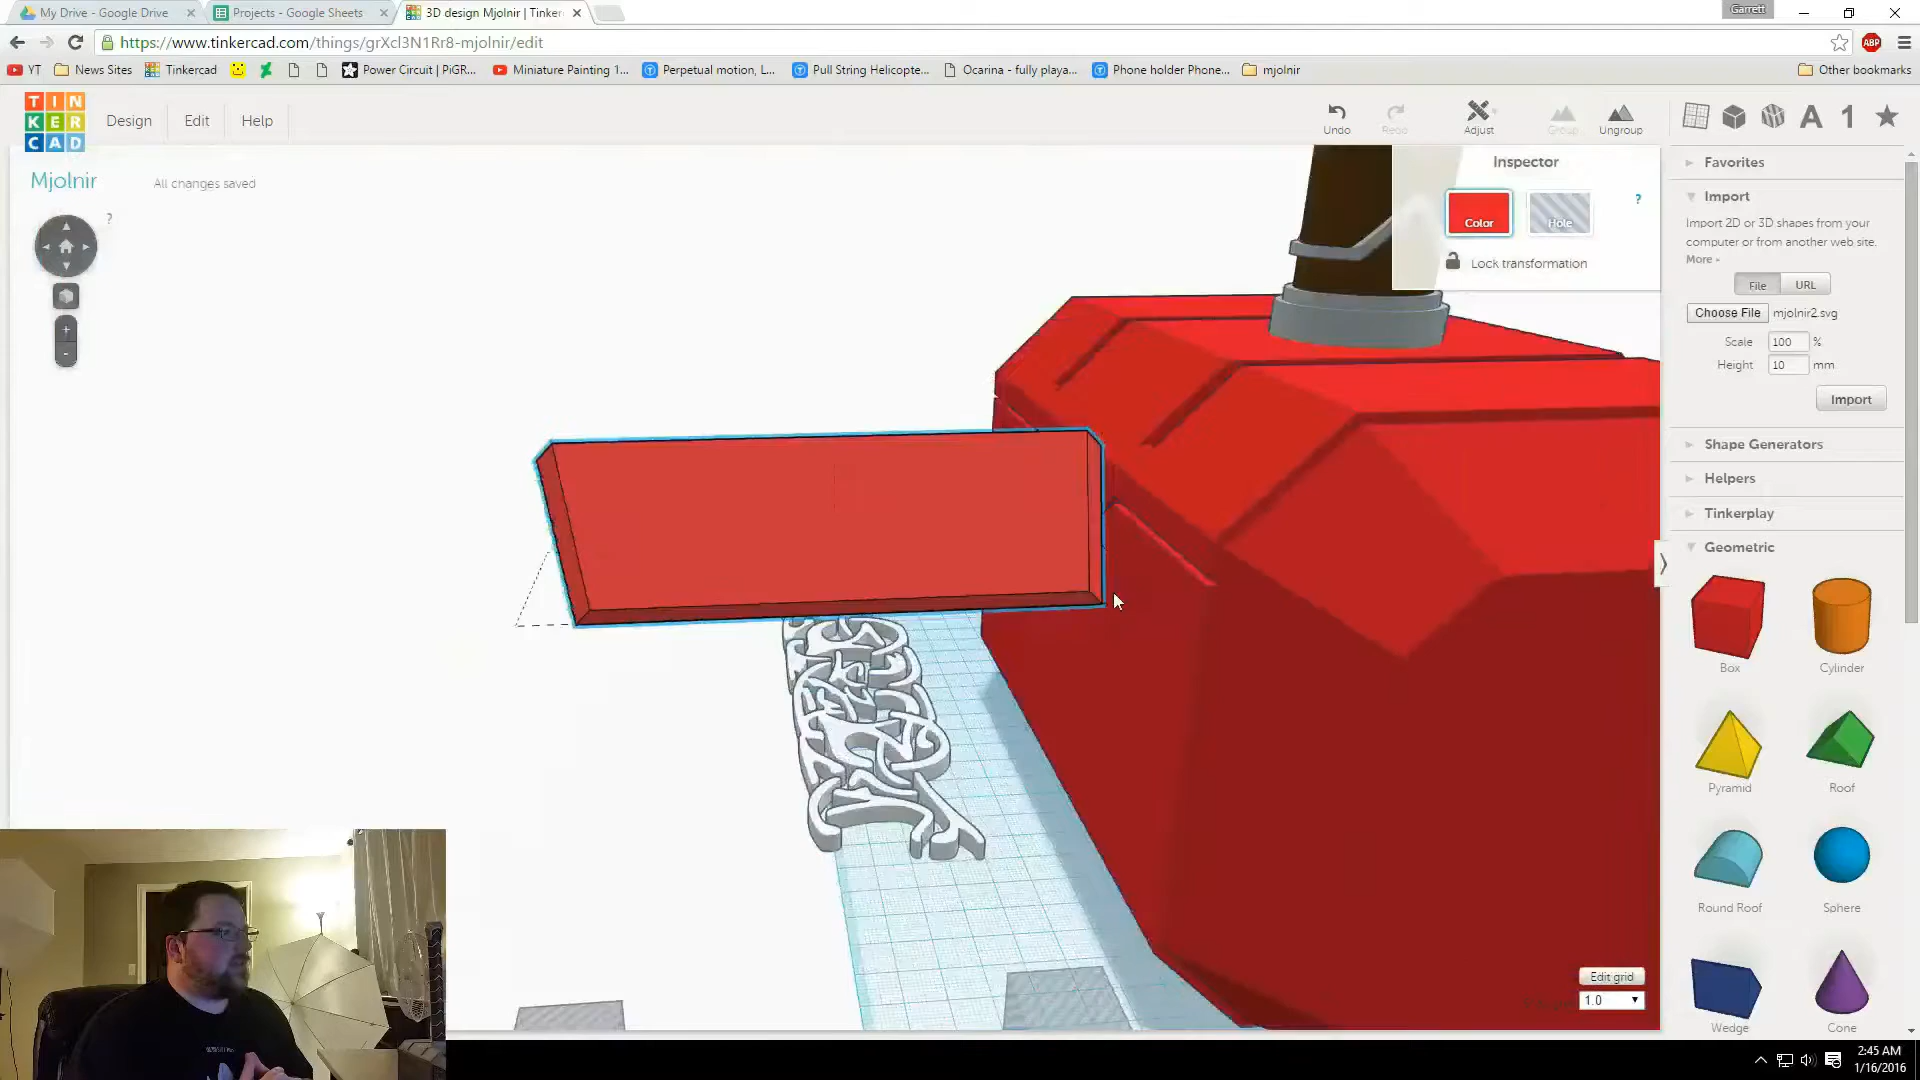 My Drive - Google Drive
Projects - Google Sheets
3D design Mjolnir | Tinker
Garrett
https://www.tinkercad.com/things/grXcl3N1Rr8-mjolnir/edit
ABP
YT
News Sites
Tinkercad
Power Circuit | PiGR...
Miniature Painting 1...
Perpetual motion, L...
Pull String Helicopte...
Ocarina - fully playa...
Phone holder Phone...
mjolnir
Other bookmarks
TIN
KER
CAD
Design
Edit
Help
Undo
Redo
Adjust
Group
Ungroup
Mjolnir
All changes saved
?
Inspector
Color
Hole
?
Lock transformation
Favorites
Import
Import 2D or 3D shapes from your
computer or from another web site.
More
File
URL
Choose File
mjolnir2.svg
Scale
100
%
Height
10
mm
Import
Shape Generators
Helpers
Tinkerplay
Geometric
Box
Cylinder
Pyramid
Roof
Round Roof
Sphere
Wedge
Cone
Edit grid
1.0
2:45 AM
1/16/2016